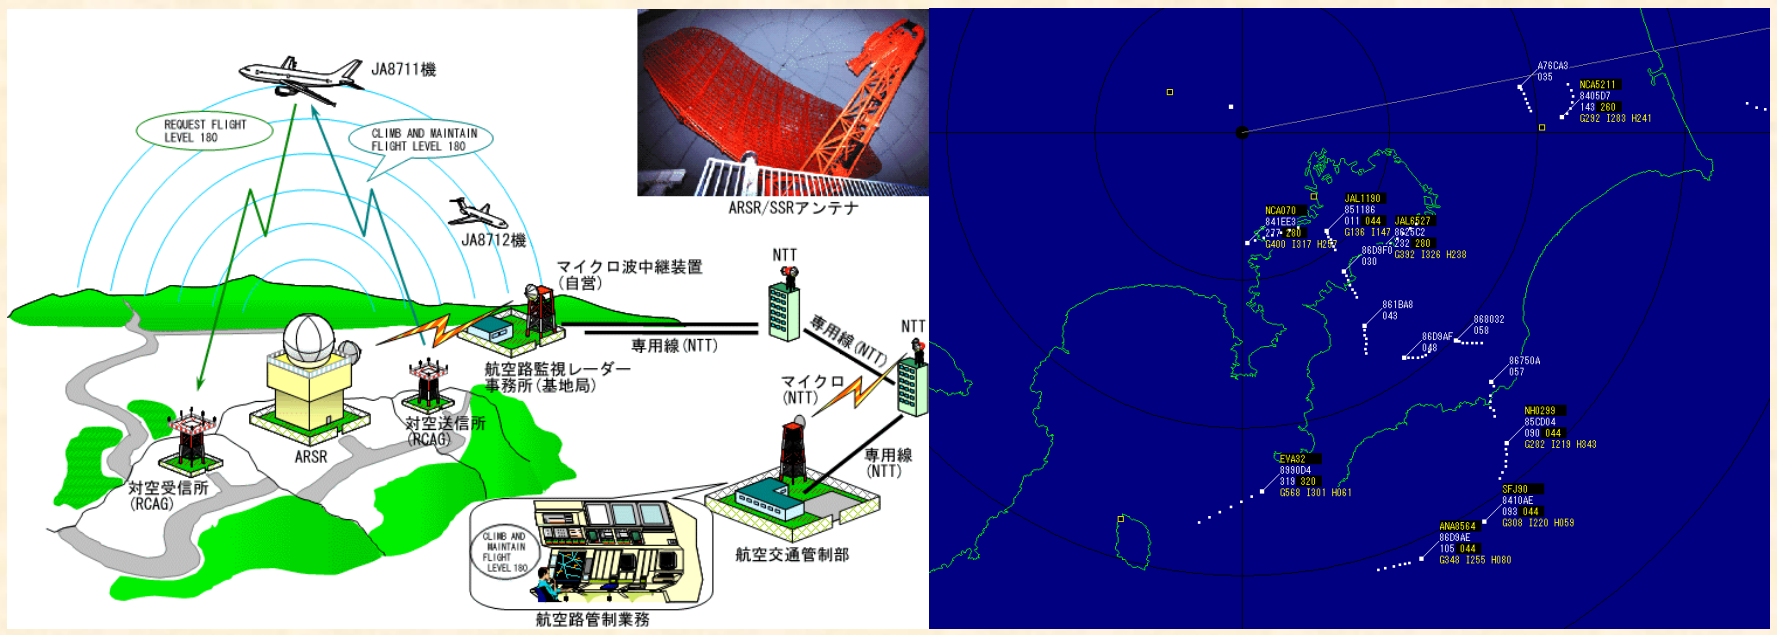 JA8711機
REQUEST FLIGHT
LEVEL 180
CLIMB AND MAINTAIN
FLIGHT LEVEL 180
JA8712機
ARSR/SSRアンテナ
マイクロ波中継装置
(自営)
NTT
専用線(NTT)
専用線
(NTT)
NTT
航空路監視レーダー
事務所(基地局)
マイクロ
(NTT)
対空送信所
(RCAG)
ARSR
対空受信所
(RCAG)
専用線
(NTT)
CLIMB AND
MAINTAIN
FLIGHT
LEVEL 180
航空交通管制部
航空路管制業務
A76CA3
035
NCA5211
8405D7
143 260
G292 I283 H241
NCA070
841EE3
277 280
JAL1190
851186
011 044
G136 I147
JAL6527
232 280
G392 I326 H238
86D9F0
030
861BA8
043
86D9AF
048
868032
058
86750A
057
NH0299
85CD04
090 044
G282 I219 H343
EVA32
8990D4
319 320
G568 I301 H061
SFJ90
8410AE
093 044
G308 I220 H059
ANA8564
86D9AE
105 044
G348 I255 H080